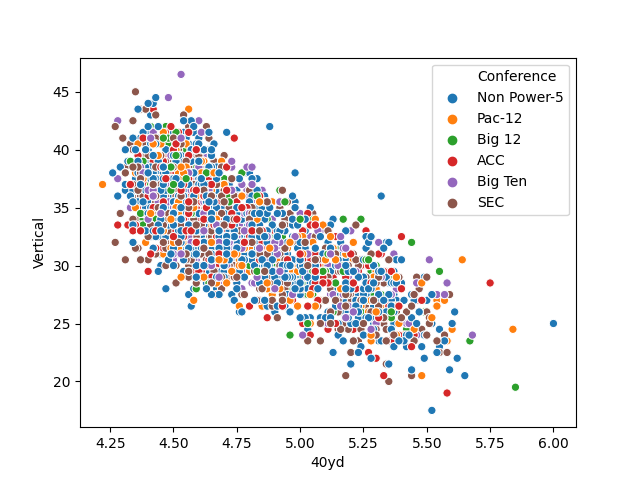 Conference
Non Power-5
Pac-12
Big 12
ACC
Big Ten
SEC
Vertical
45
40
35
30
25
20
4.25 4.50 4.75 5.00 5.25 5.50 5.75 6.00
40yd